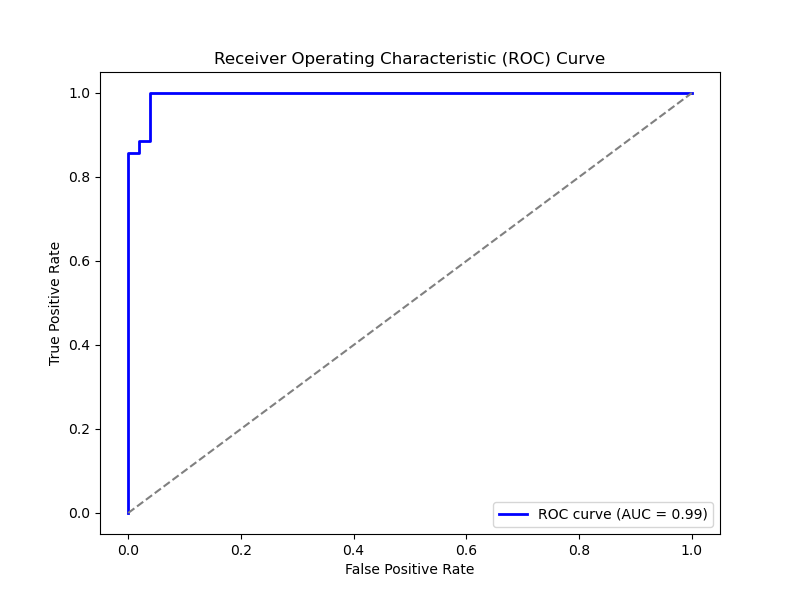 Receiver Operating Characteristic (ROC) Curve
1.0
0.8
0.6
0.4
0.2
0.0
True Positive Rate
0.0 0.2 0.4 0.6 0.8 1.0
False Positive Rate
ROC curve (AUC = 0.99)